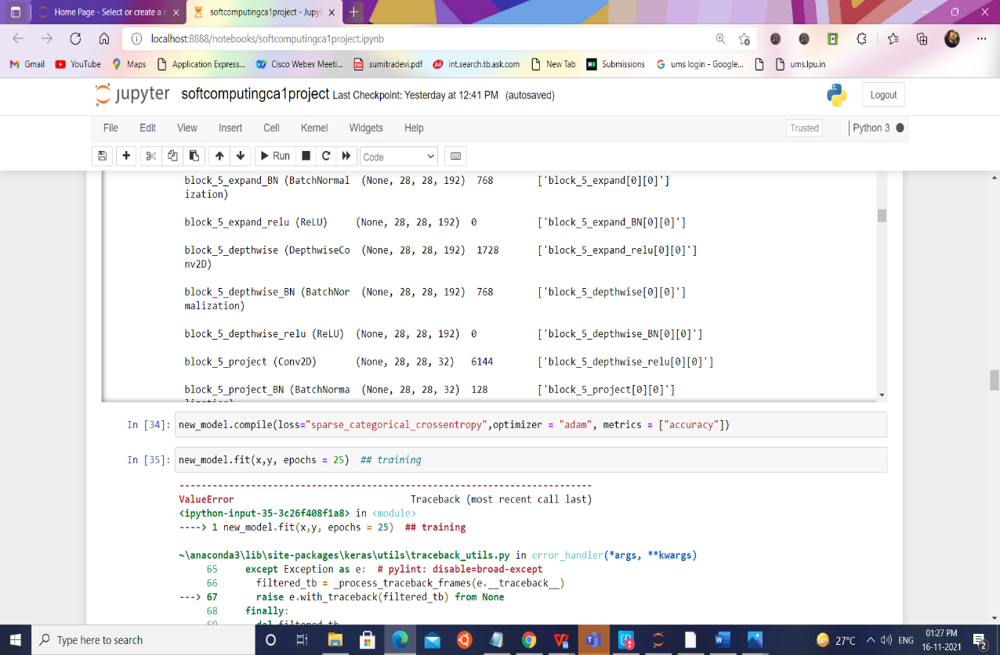 Home Page - Select or create a n
softcomputingca1project - Jupyt
localhost:8888/notebooks/softcomputingca1project.ipynb
Gmail YouTube Maps Application Express... Cisco Webex Meeti... sumitradevi.pdf int.search.tb.ask.com New Tab Submissions ums login - Google... ums.lpu.in
jupyter softcomputingca1project Last Checkpoint: Yesterday at 12:41 PM (autosaved) Logout
File Edit View Insert Cell Kernel Widgets Help Trusted Python 3
Run Code
block_5_expand_BN (BatchNormal (None, 28, 28, 192) 768 ['block_5_expand[0][0]']
ization)
block_5_expand_relu (ReLU) (None, 28, 28, 192) 0 ['block_5_expand_BN[0][0]']
block_5_depthwise (DepthwiseCo (None, 28, 28, 192) 1728 ['block_5_expand_relu[0][0]']
nv2D)
block_5_depthwise_BN (BatchNor (None, 28, 28, 192) 768 ['block_5_depthwise[0][0]']
malization)
block_5_depthwise_relu (ReLU) (None, 28, 28, 192) 0 ['block_5_depthwise_BN[0][0]']
block_5_project (Conv2D) (None, 28, 28, 32) 6144 ['block_5_depthwise_relu[0][0]']
block_5_project_BN (BatchNorma (None, 28, 28, 32) 128 ['block_5_project[0][0]']
In [34]: new_model.compile(loss="sparse_categorical_crossentropy",optimizer = "adam", metrics = ["accuracy"])
In [35]: new_model.fit(x,y, epochs = 25) ## training
---------------------------------------------------------------------------
ValueError Traceback (most recent call last)
<ipython-input-35-3c26f408f1a8> in <module>
----> 1 new_model.fit(x,y, epochs = 25) ## training
~\anaconda3\lib\site-packages\keras\utils\traceback_utils.py in error_handler(*args, **kwargs)
65 except Exception as e: # pylint: disable=broad-except
66 filtered_tb = _process_traceback_frames(e.__traceback__)
---> 67 raise e.with_traceback(filtered_tb) from None
68 finally:
69 del filtered_tb
Type here to search
27°C ENG 01:27 PM
16-11-2021
2